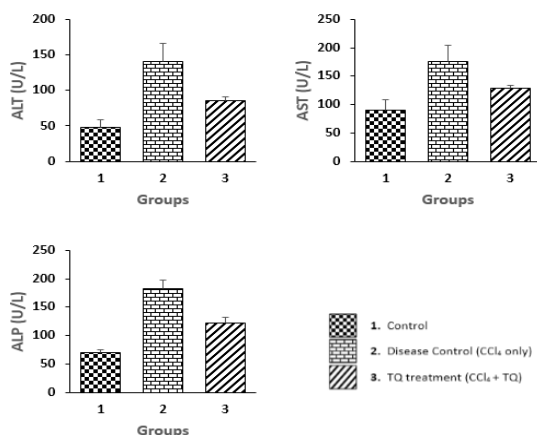 200
150
100
50
0
ALT (U/L)
1 2 3
Groups
250
200
150
100
50
0
AST (U/L)
1 2 3
Groups
250
200
150
100
50
0
ALP (U/L)
1 2 3
Groups
1. Control
2. Disease Control (CCl₄ only)
3. TQ treatment (CCl₄ + TQ)